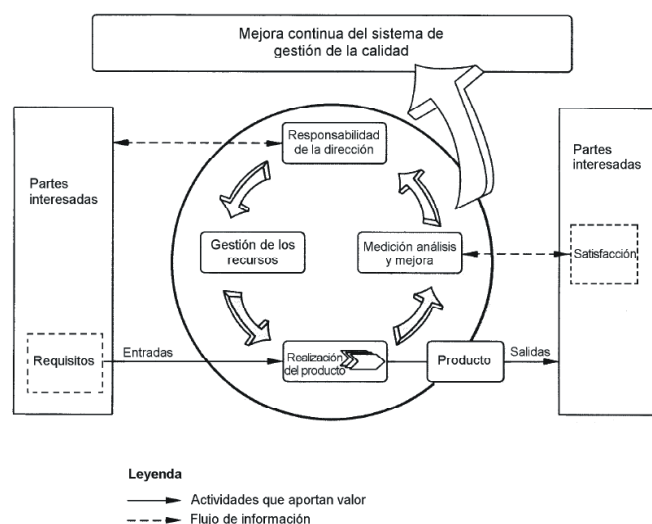 Mejora continua del sistema de
gestión de la calidad
Responsabilidad
de la dirección
Partes
interesadas
Partes
interesadas
Gestión de los
recursos
Medición análisis
y mejora
Satisfacción
Requisitos
Entradas
Realización
del producto
Producto
Salidas
Leyenda
Actividades que aportan valor
Flujo de información